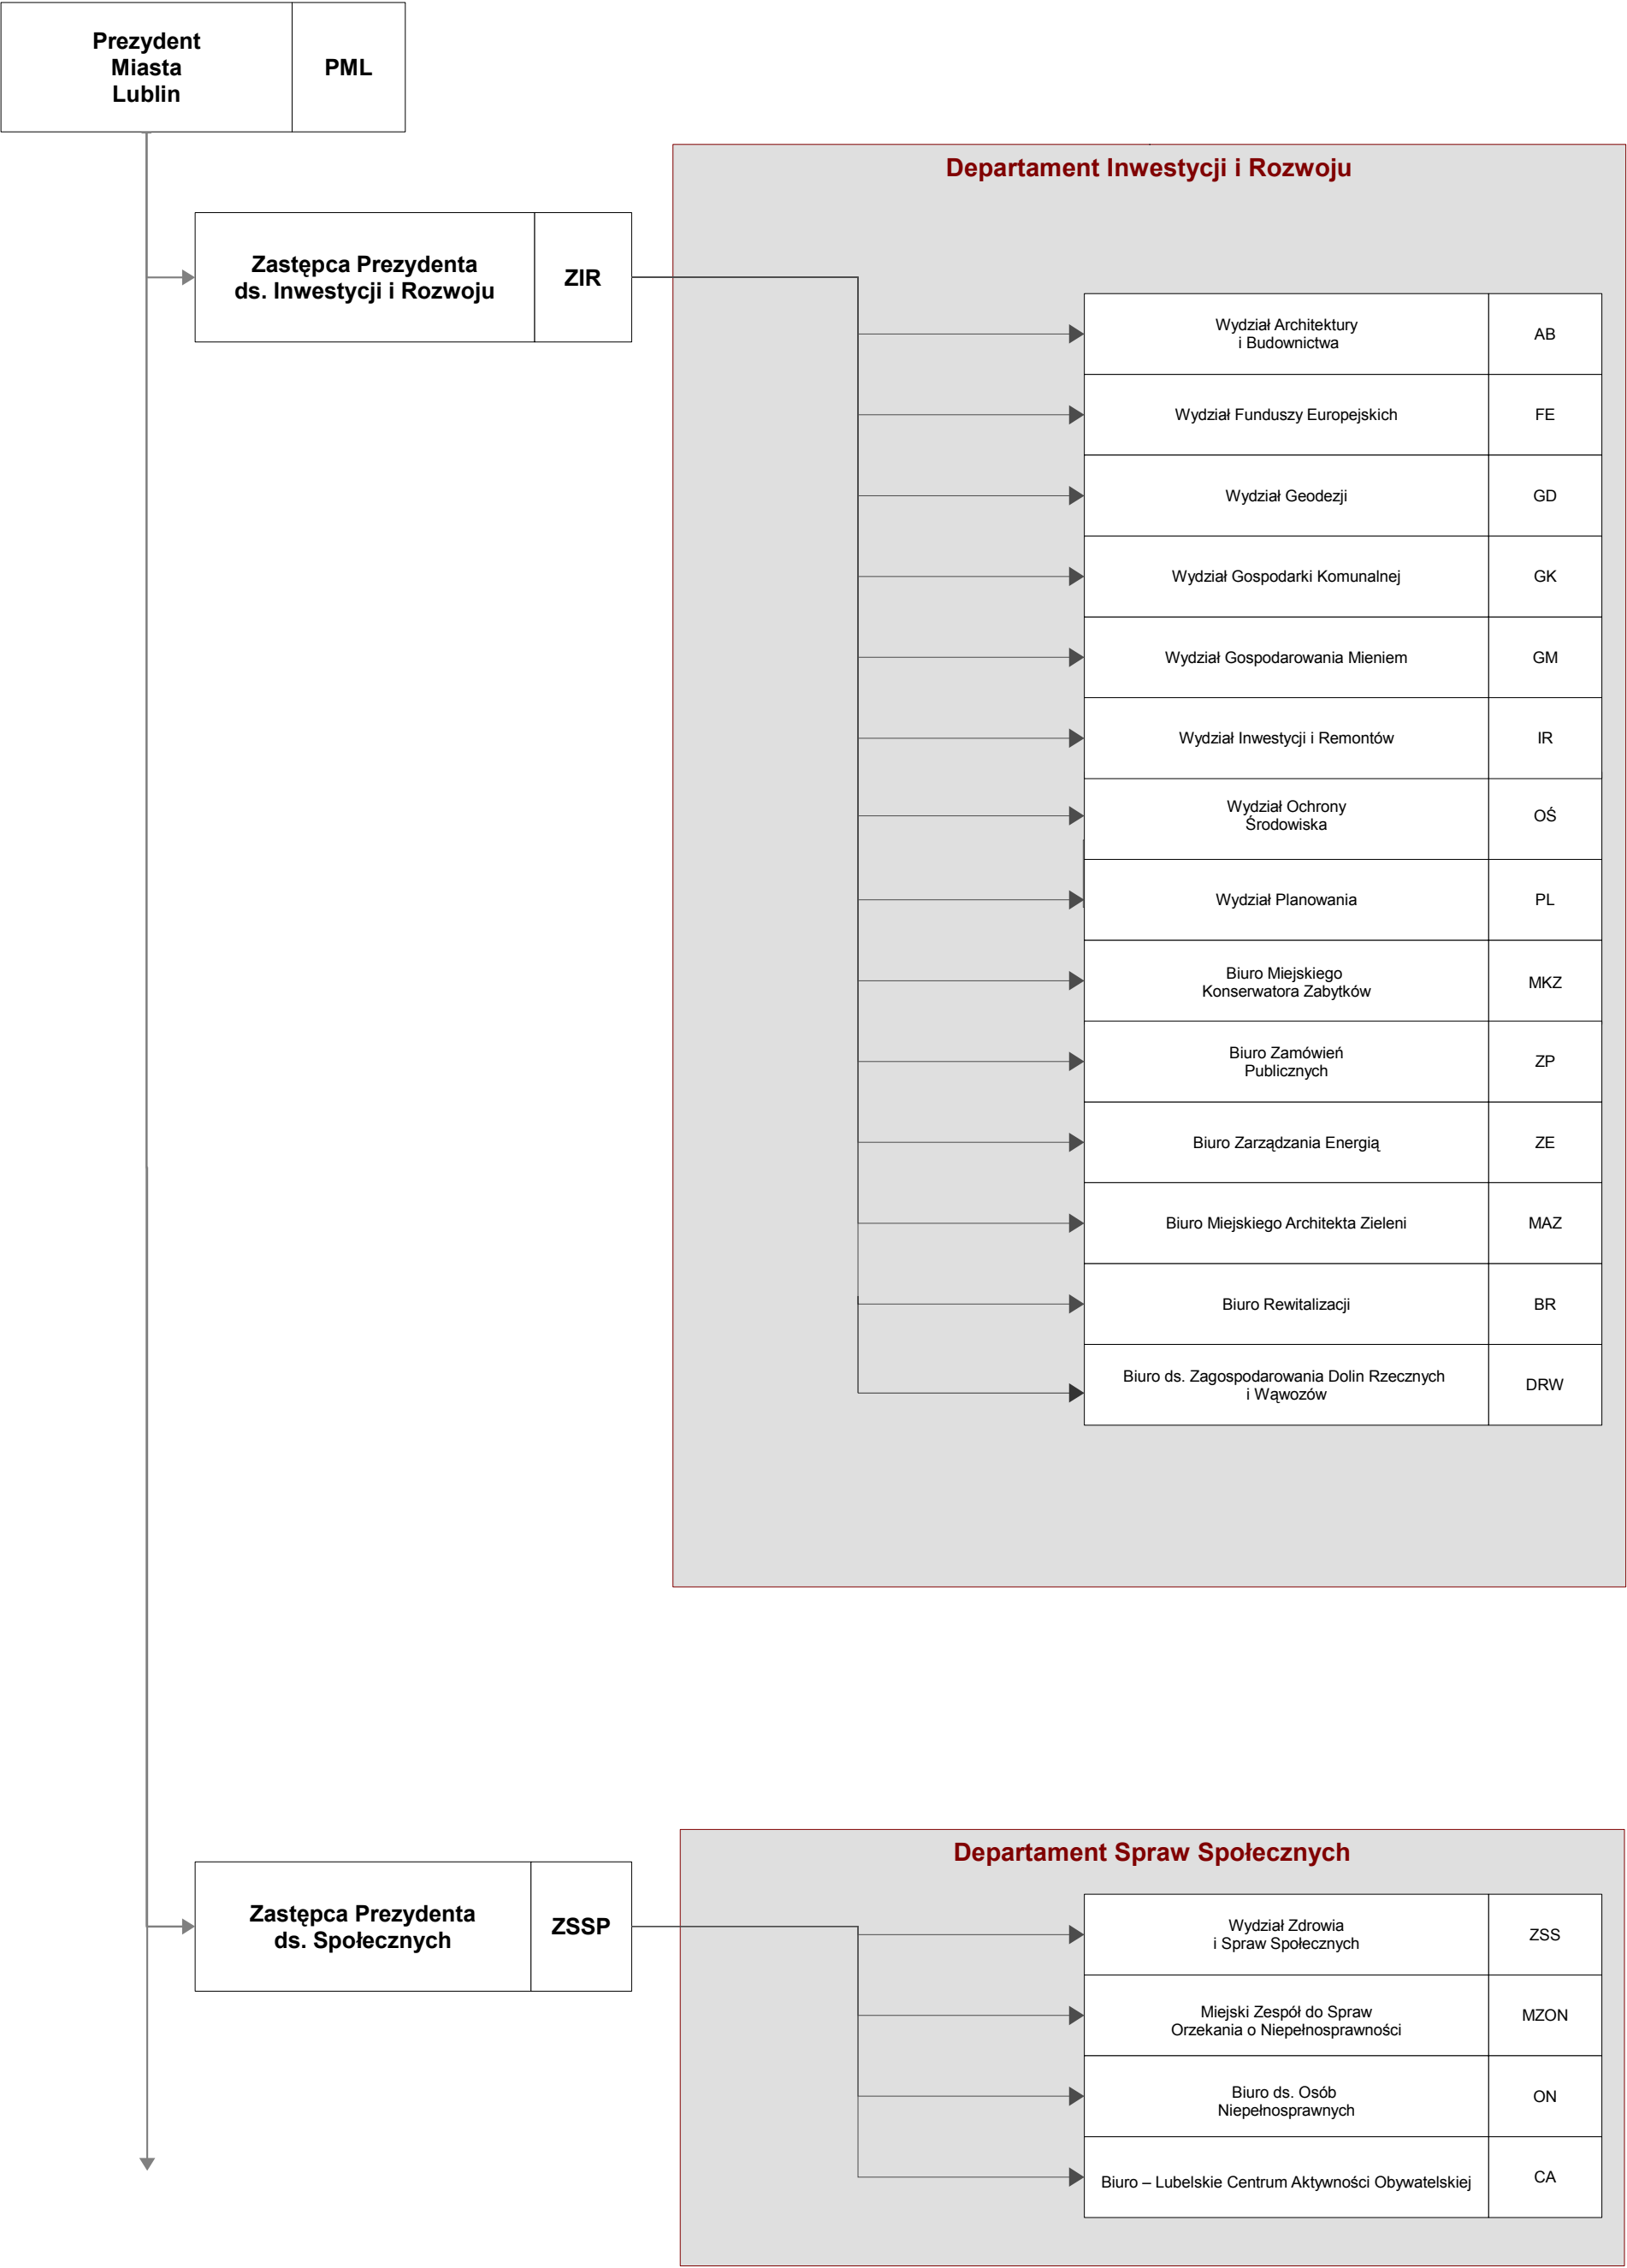 Prezydent
Miasta
Lublin
PML
Departament Inwestycji i Rozwoju
Zastępca Prezydenta
ds. Inwestycji i Rozwoju
ZIR
Wydział Architektury
i Budownictwa
AB
Wydział Funduszy Europejskich
FE
Wydział Geodezji
GD
Wydział Gospodarki Komunalnej
GK
Wydział Gospodarowania Mieniem
GM
Wydział Inwestycji i Remontów
IR
Wydział Ochrony
Środowiska
OŚ
Wydział Planowania
PL
Biuro Miejskiego
Konserwatora Zabytków
MKZ
Biuro Zamówień
Publicznych
ZP
Biuro Zarządzania Energią
ZE
Biuro Miejskiego Architekta Zieleni
MAZ
Biuro Rewitalizacji
BR
Biuro ds. Zagospodarowania Dolin Rzecznych
i Wąwozów
DRW
Departament Spraw Społecznych
Zastępca Prezydenta
ds. Społecznych
ZSSP
Wydział Zdrowia
i Spraw Społecznych
ZSS
Miejski Zespół do Spraw
Orzekania o Niepełnosprawności
MZON
Biuro ds. Osób
Niepełnosprawnych
ON
Biuro – Lubelskie Centrum Aktywności Obywatelskiej
CA